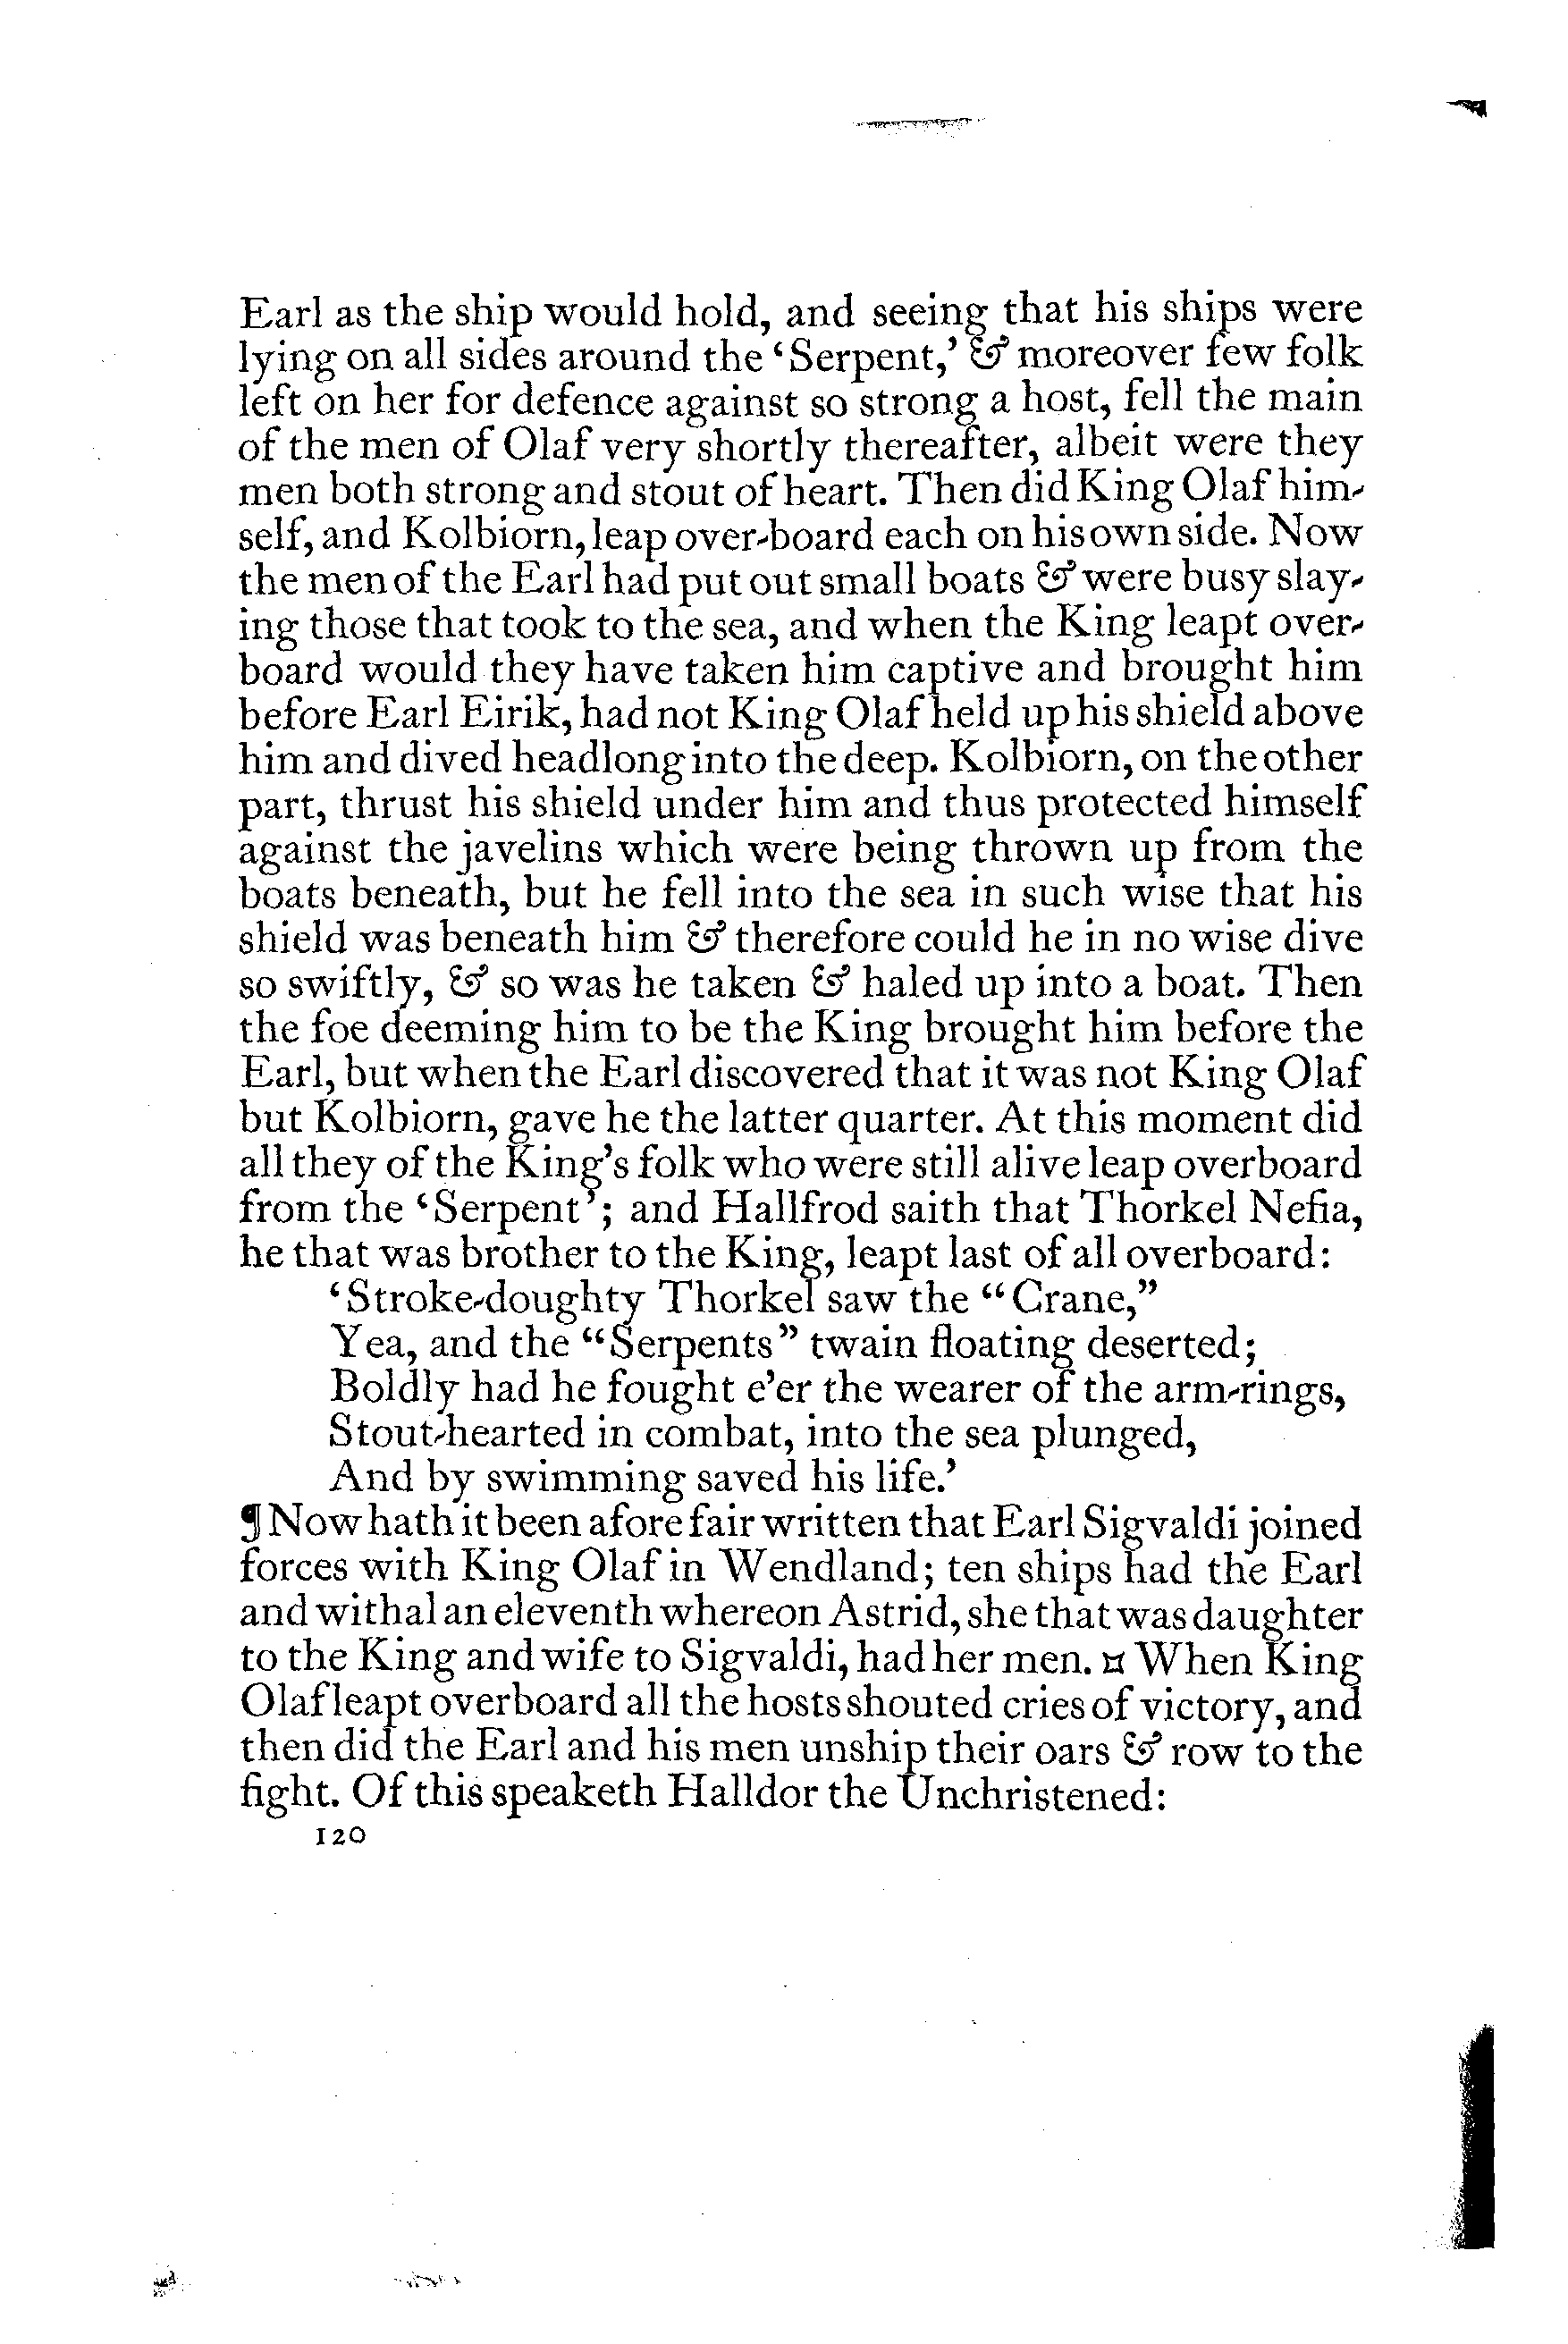 Earl as the ship would hold, and seeing that his ships were
lying on all sides around the ‘Serpent,’ & moreover few folk
left on her for defence against so strong a host, fell the main
of the men of Olaf very shortly thereafter, albeit were they
men both strong and stout of heart. Then did King Olaf him-
self, and Kolbiorn, leap over-board each on his own side. Now
the men of the Earl had put out small boats & were busy slay-
ing those that took to the sea, and when the King leapt over-
board would they have taken him captive and brought him
before Earl Eirik, had not King Olaf held up his shield above
him and dived headlong into the deep. Kolbiorn, on the other
part, thrust his shield under him and thus protected himself
against the javelins which were being thrown up from the
boats beneath, but he fell into the sea in such wise that his
shield was beneath him & therefore could he in no wise dive
so swiftly, & so was he taken & haled up into a boat. Then
the foe deeming him to be the King brought him before the
Earl, but when the Earl discovered that it was not King Olaf
but Kolbiorn, gave he the latter quarter. At this moment did
all they of the King’s folk who were still alive leap overboard
from the ‘Serpent’; and Hallfrod saith that Thorkel Nefia,
he that was brother to the King, leapt last of all overboard:
‘Stroke-doughty Thorkel saw the “Crane,”
Yea, and the “Serpents” twain floating deserted;
Boldly had he fought e’er the wearer of the arm-rings,
Stout-hearted in combat, into the sea plunged,
And by swimming saved his life.’
¶ Now hath it been afore fair written that Earl Sigvaldi joined
forces with King Olaf in Wendland; ten ships had the Earl
and withal an eleventh whereon Astrid, she that was daughter
to the King and wife to Sigvaldi, had her men. ¤ When King
Olaf leapt overboard all the hosts shouted cries of victory, and
then did the Earl and his men unship their oars & row to the
fight. Of this speaketh Halldor the Unchristened:
120